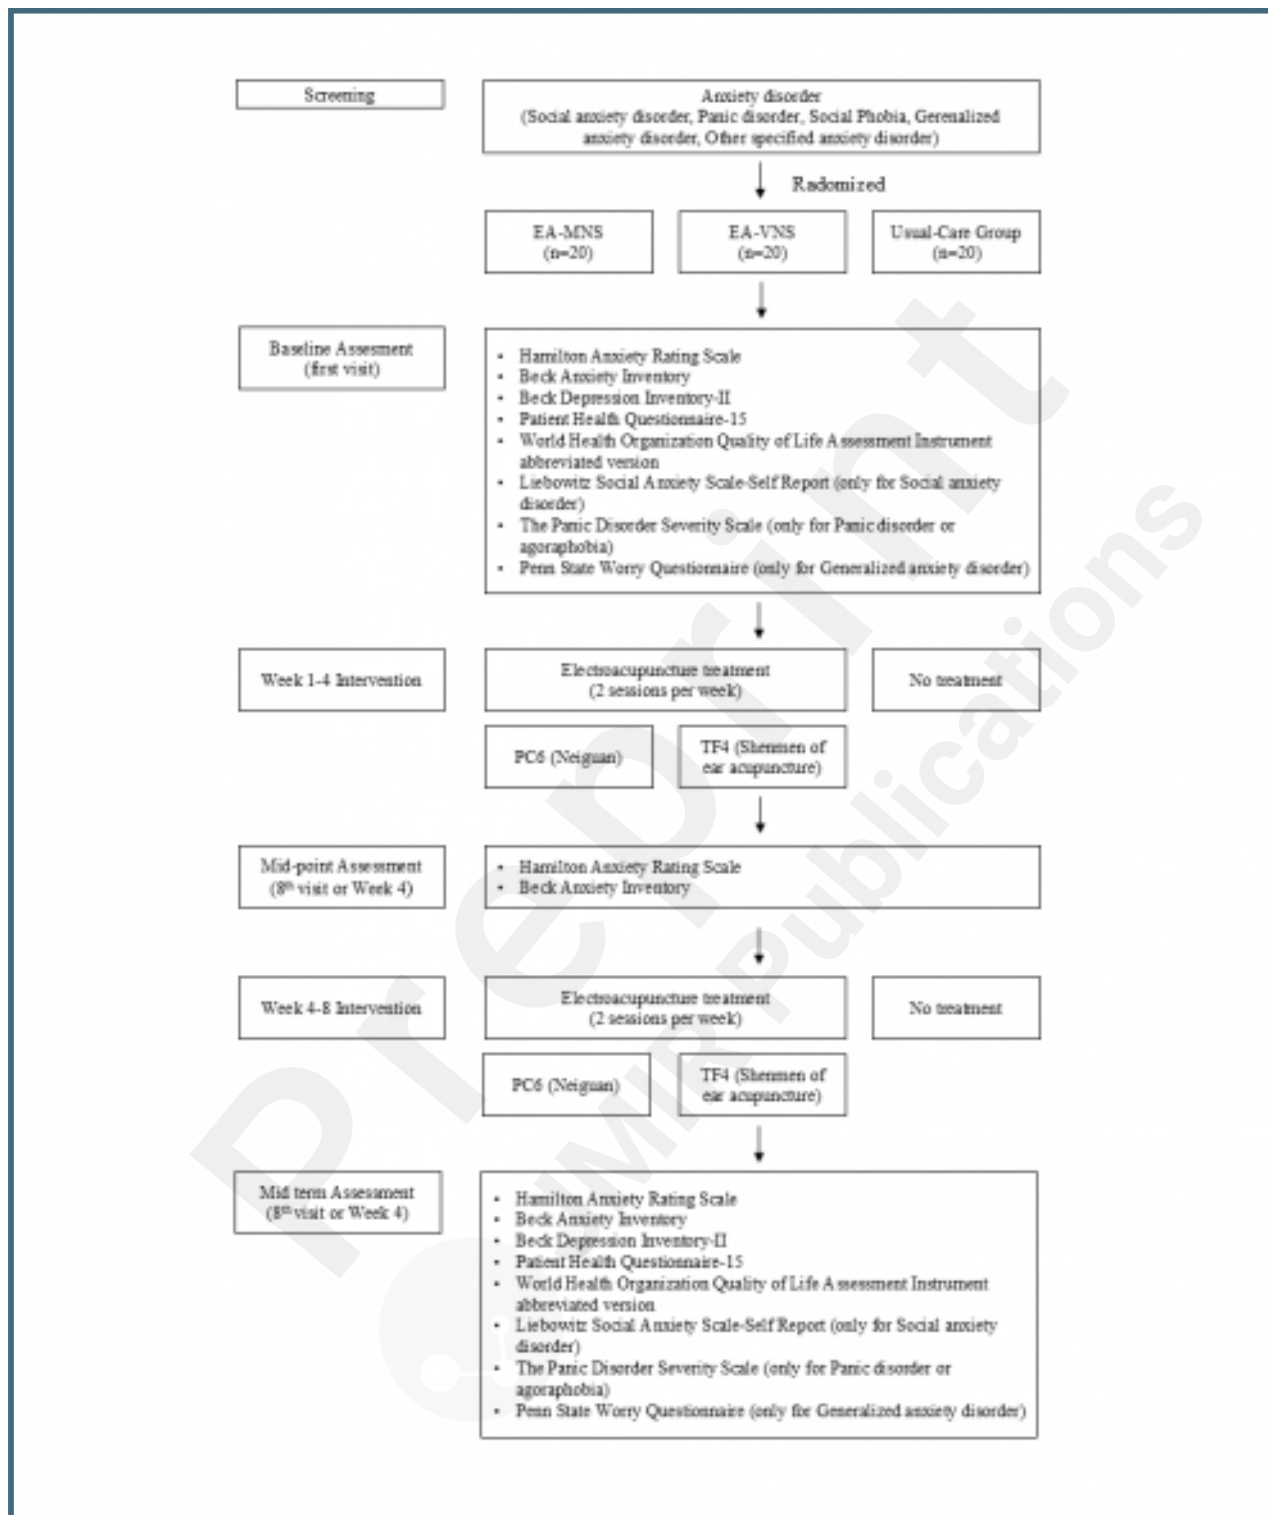 Screening
Anxiety disorder
(Social anxiety disorder, Panic disorder, Social Phobia, Gerenalized
anxiety disorder, Other specified anxiety disorder)
Radomized
EA-MNS
(n=20)
EA-VNS
(n=20)
Usual-Care Group
(n=20)
Baseline Assesment
(first visit)
• Hamilton Anxiety Rating Scale
• Beck Anxiety Inventory
• Beck Depression Inventory-II
• Patient Health Questionnaire-15
• World Health Organization Quality of Life Assessment Instrument
abbreviated version
• Liebowitz Social Anxiety Scale-Self Report (only for Social anxiety
disorder)
• The Panic Disorder Severity Scale (only for Panic disorder or
agoraphobia)
• Penn State Worry Questionnaire (only for Generalized anxiety disorder)
Week 1-4 Intervention
Electroacupuncture treatment
(2 sessions per week)
No treatment
PC6 (Neiguan)
TF4 (Shenmen of
ear acupuncture)
Mid-point Assessment
(8th visit or Week 4)
• Hamilton Anxiety Rating Scale
• Beck Anxiety Inventory
Week 4-8 Intervention
Electroacupuncture treatment
(2 sessions per week)
No treatment
PC6 (Neiguan)
TF4 (Shenmen of
ear acupuncture)
Mid term Assessment
(8th visit or Week 4)
• Hamilton Anxiety Rating Scale
• Beck Anxiety Inventory
• Beck Depression Inventory-II
• Patient Health Questionnaire-15
• World Health Organization Quality of Life Assessment Instrument
abbreviated version
• Liebowitz Social Anxiety Scale-Self Report (only for Social anxiety
disorder)
• The Panic Disorder Severity Scale (only for Panic disorder or
agoraphobia)
• Penn State Worry Questionnaire (only for Generalized anxiety disorder)
Preprint
JMIR Publications